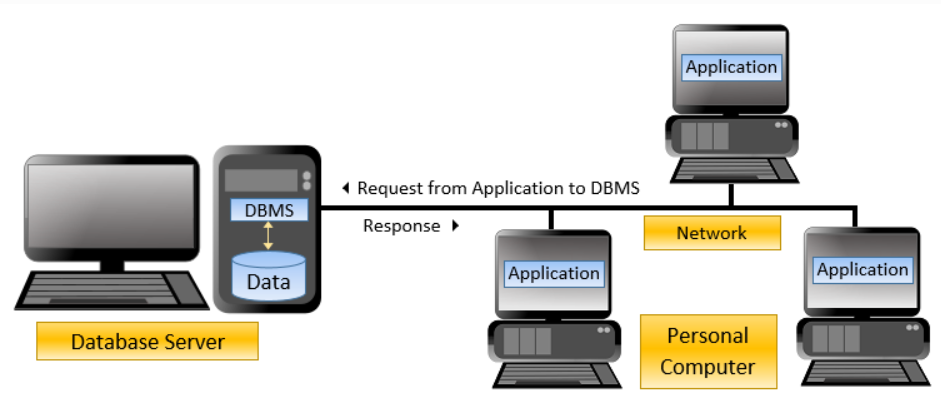 Application
Request from Application to DBMS
DBMS
Response
Network
Data
Application
Application
Database Server
Personal
Computer